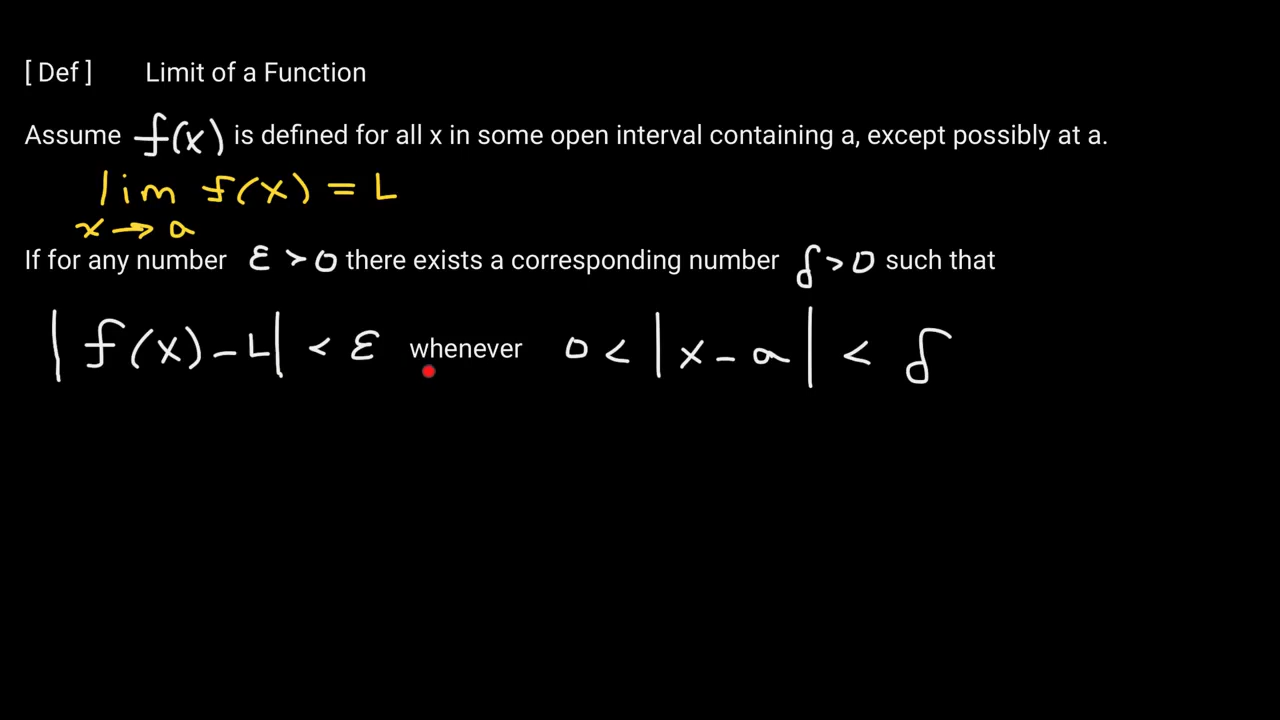 [ Def ] Limit of a Function
Assume f(x) is defined for all x in some open interval containing a, except possibly at a.
lim f(x) = L
x → a
If for any number ε > 0 there exists a corresponding number δ > 0 such that
| f(x) - L | < ε whenever 0 < | x - a | < δ